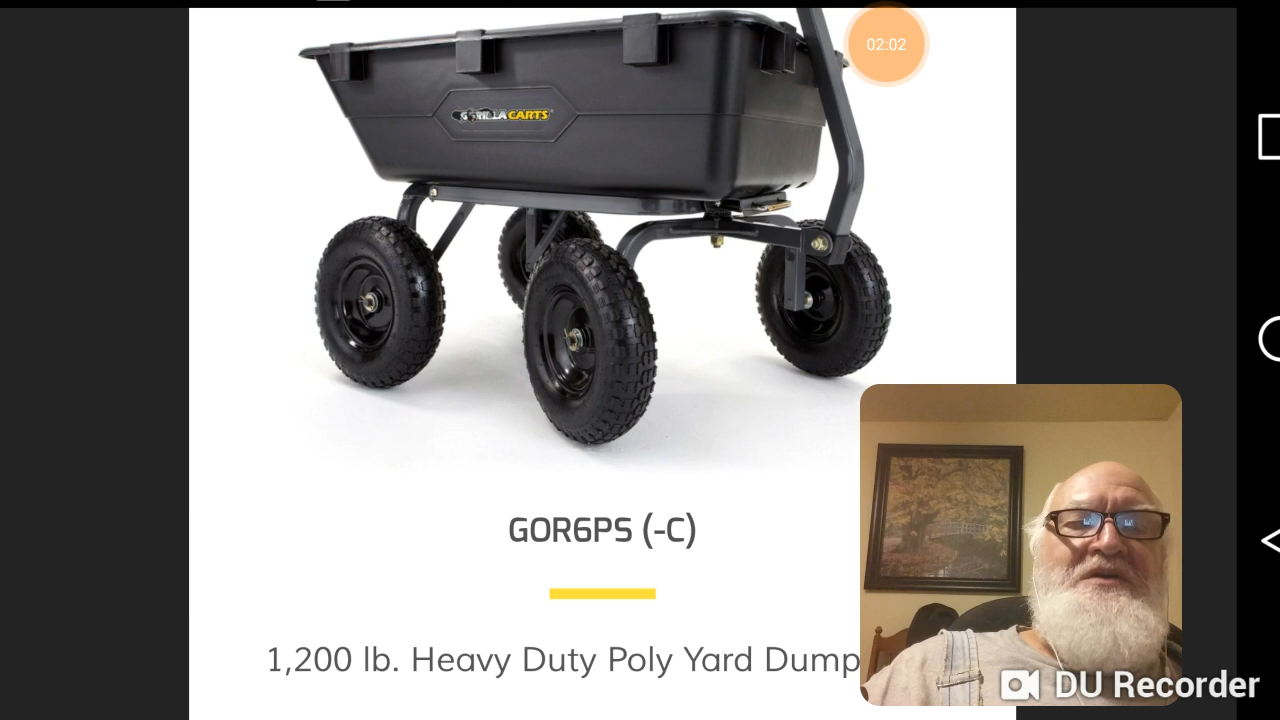 02:02
GORILLA CARTS
GOR6PS (-C)
1,200 lb. Heavy Duty Poly Yard Dump
DU Recorder